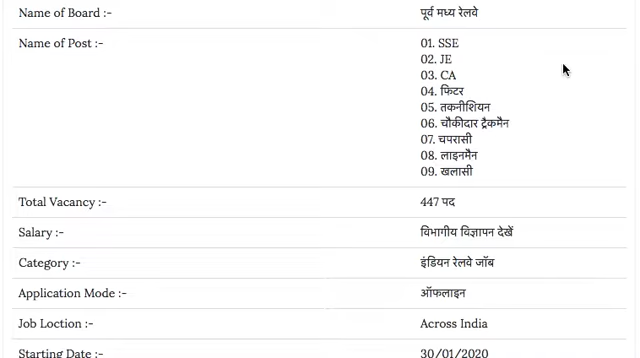 Name of Board :- पूर्व मध्य रेलवे
Name of Post :- 01. SSE
02. JE
03. CA
04. फिटर
05. तकनीशियन
06. चौकीदार ट्रैकमैन
07. चपरासी
08. लाइनमैन
09. खलासी
Total Vacancy :- 447 पद
Salary :- विभागीय विज्ञापन देखें
Category :- इंडियन रेलवे जॉब
Application Mode :- ऑफलाइन
Job Loction :- Across India
Starting Date :- 30/01/2020